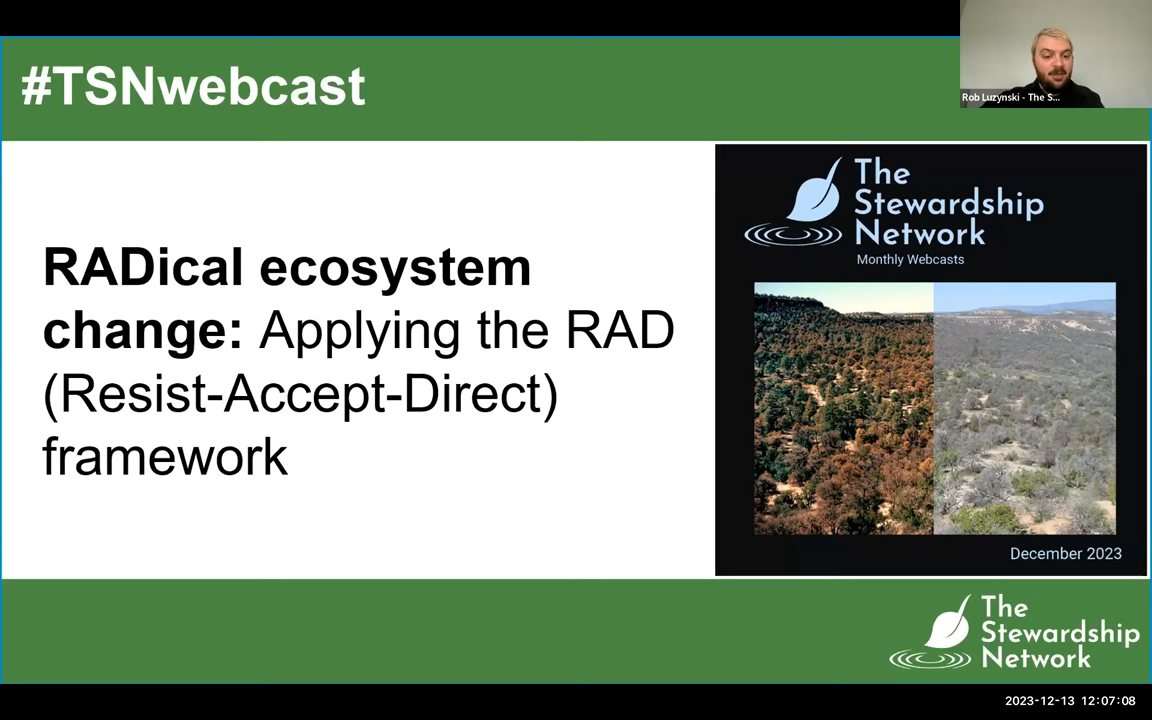 #TSNwebcast
Rob Luzynski - The S...
RADical ecosystem
change: Applying the RAD
(Resist-Accept-Direct)
framework
The
Stewardship
Network
Monthly Webcasts
December 2023
The
Stewardship
Network
2023-12-13 12:07:08